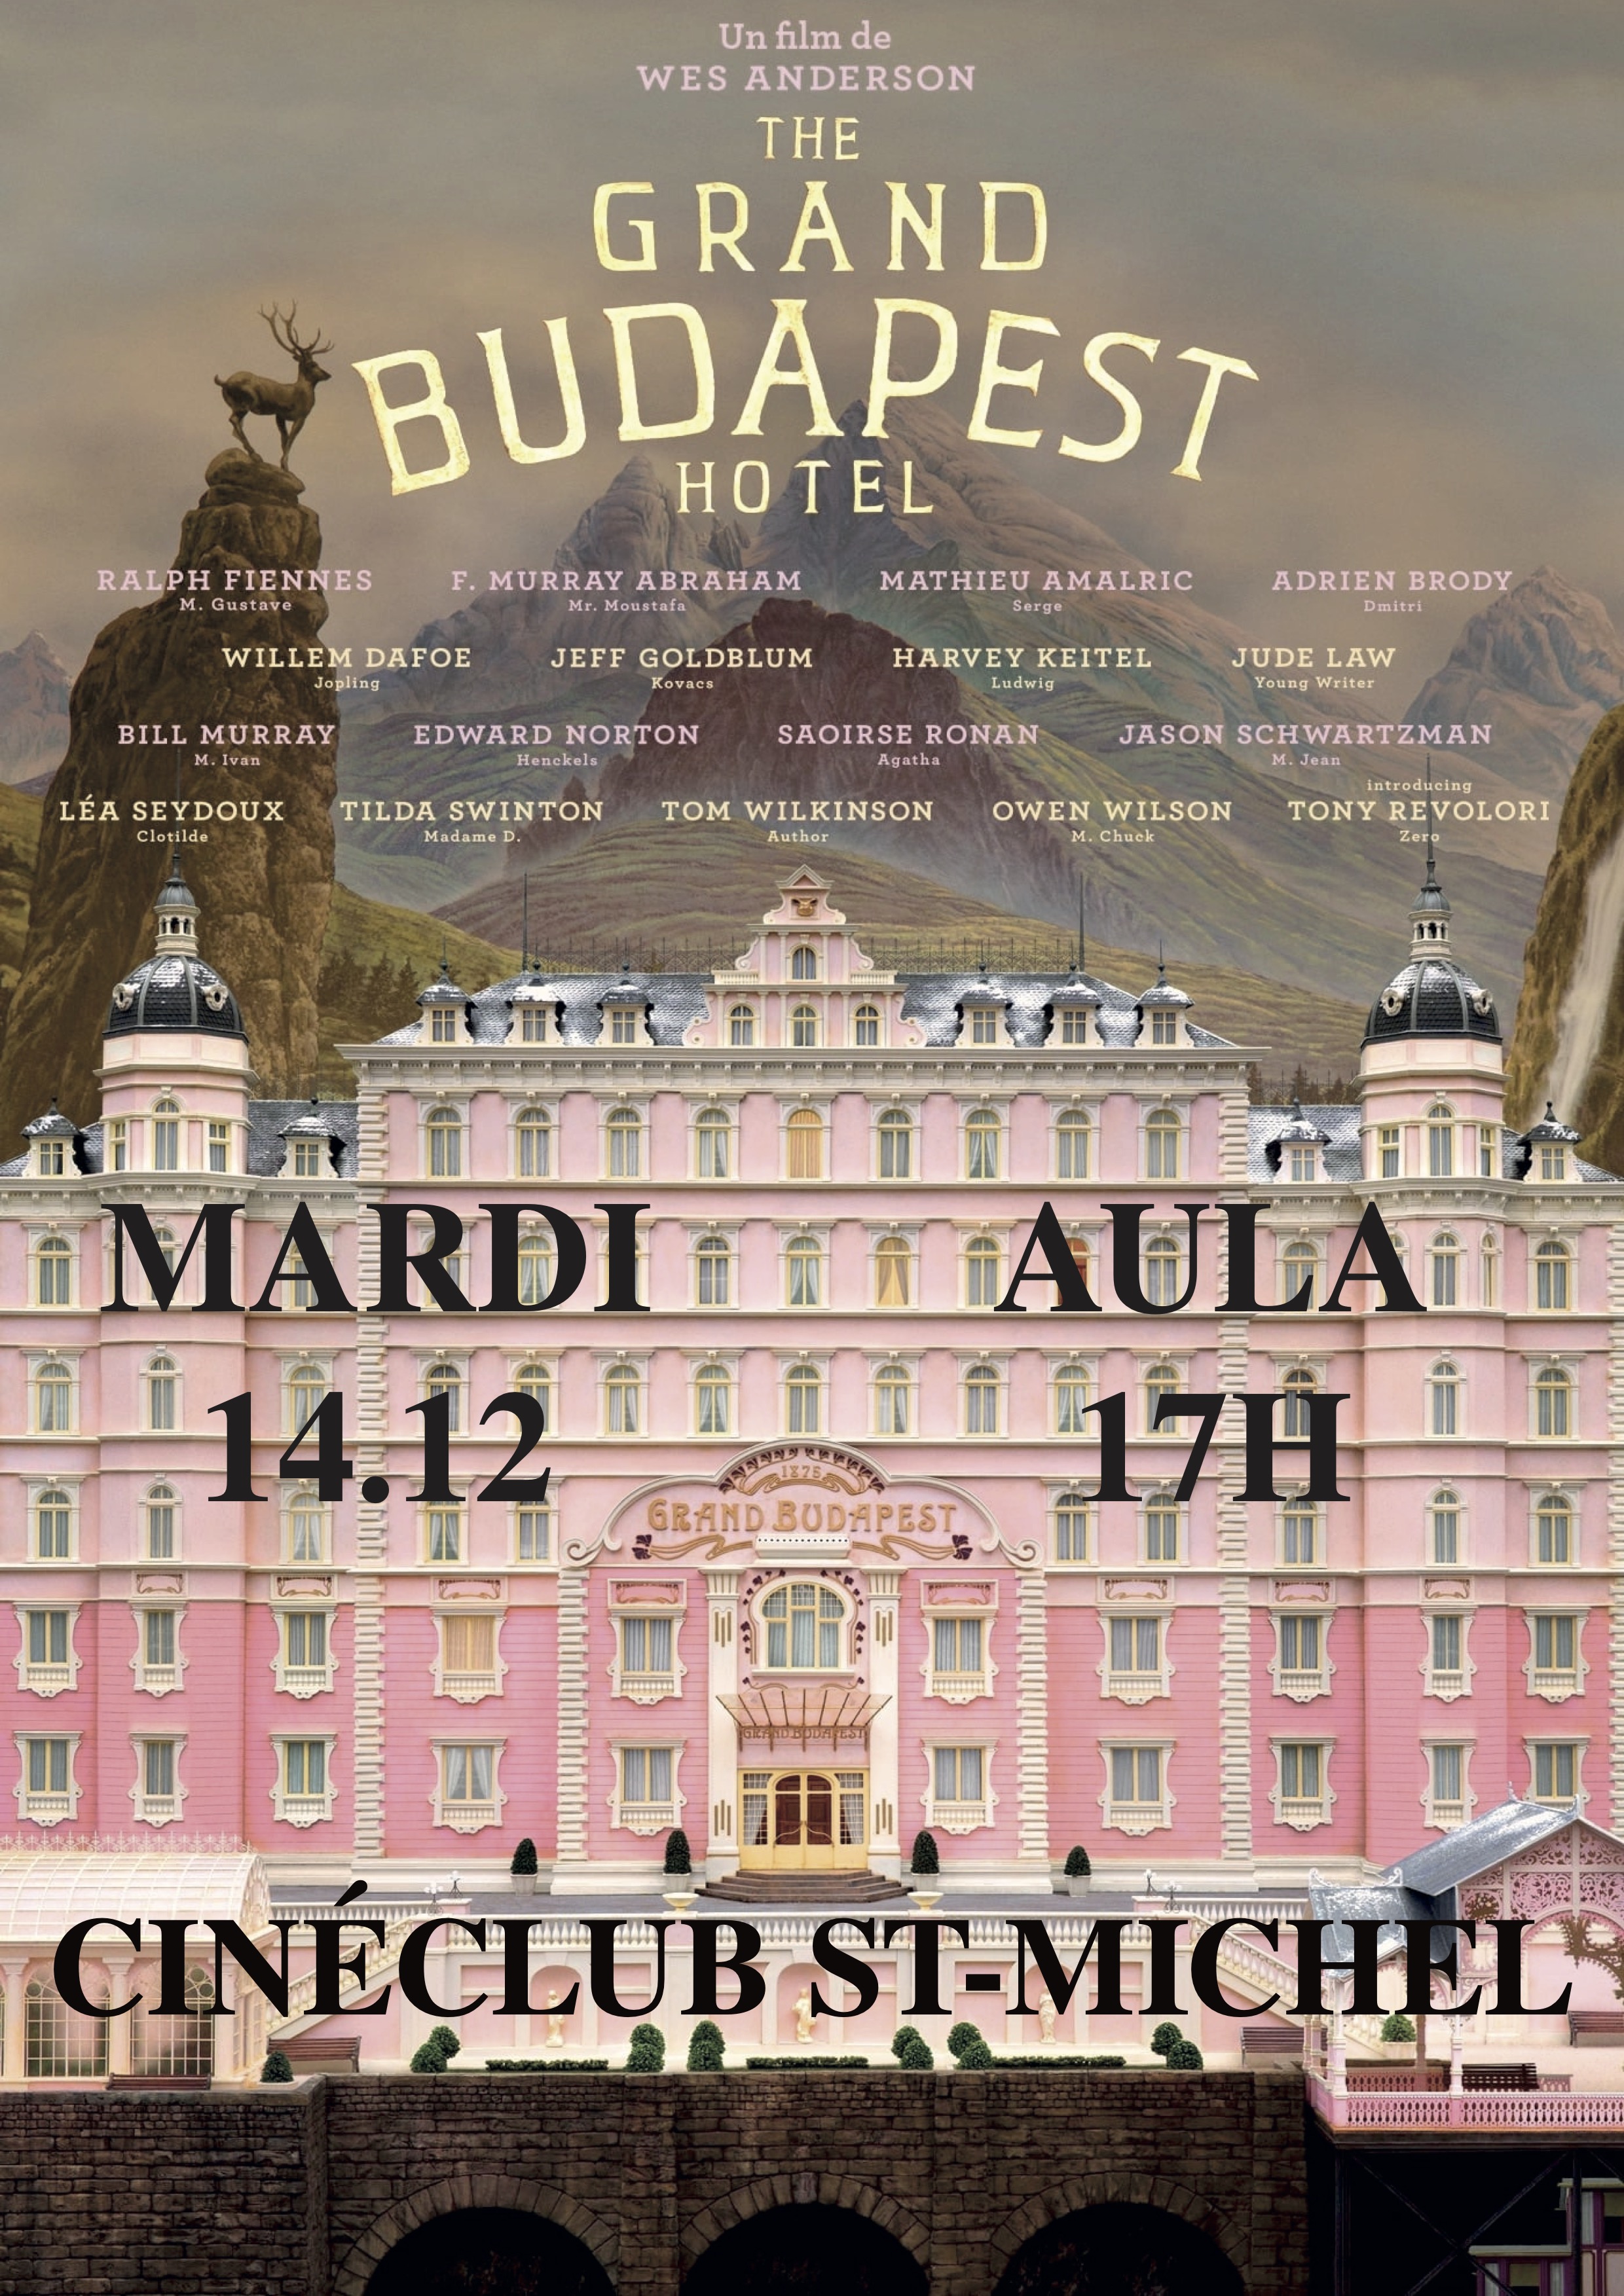 Un film de
WES ANDERSON
THE
GRAND
BUDAPEST
HOTEL
RALPH FIENNES F. MURRAY ABRAHAM MATHIEU AMALRIC ADRIEN BRODY
M. Gustave Mr. Moustafa Serge Dmitri
WILLEM DAFOE JEFF GOLDBLUM HARVEY KEITEL JUDE LAW
Jopling Kovacs Ludwig Young Writer
BILL MURRAY EDWARD NORTON SAOIRSE RONAN JASON SCHWARTZMAN
M. Ivan Henckels Agatha M. Jean
introducing
LÉA SEYDOUX TILDA SWINTON TOM WILKINSON OWEN WILSON TONY REVOLORI
Clotilde Madame D. Author M. Chuck Zero
MARDI AULA
14.12 17H
1875
GRAND BUDAPEST
GRAND BUDAPEST
CINÉCLUB ST-MICHEL